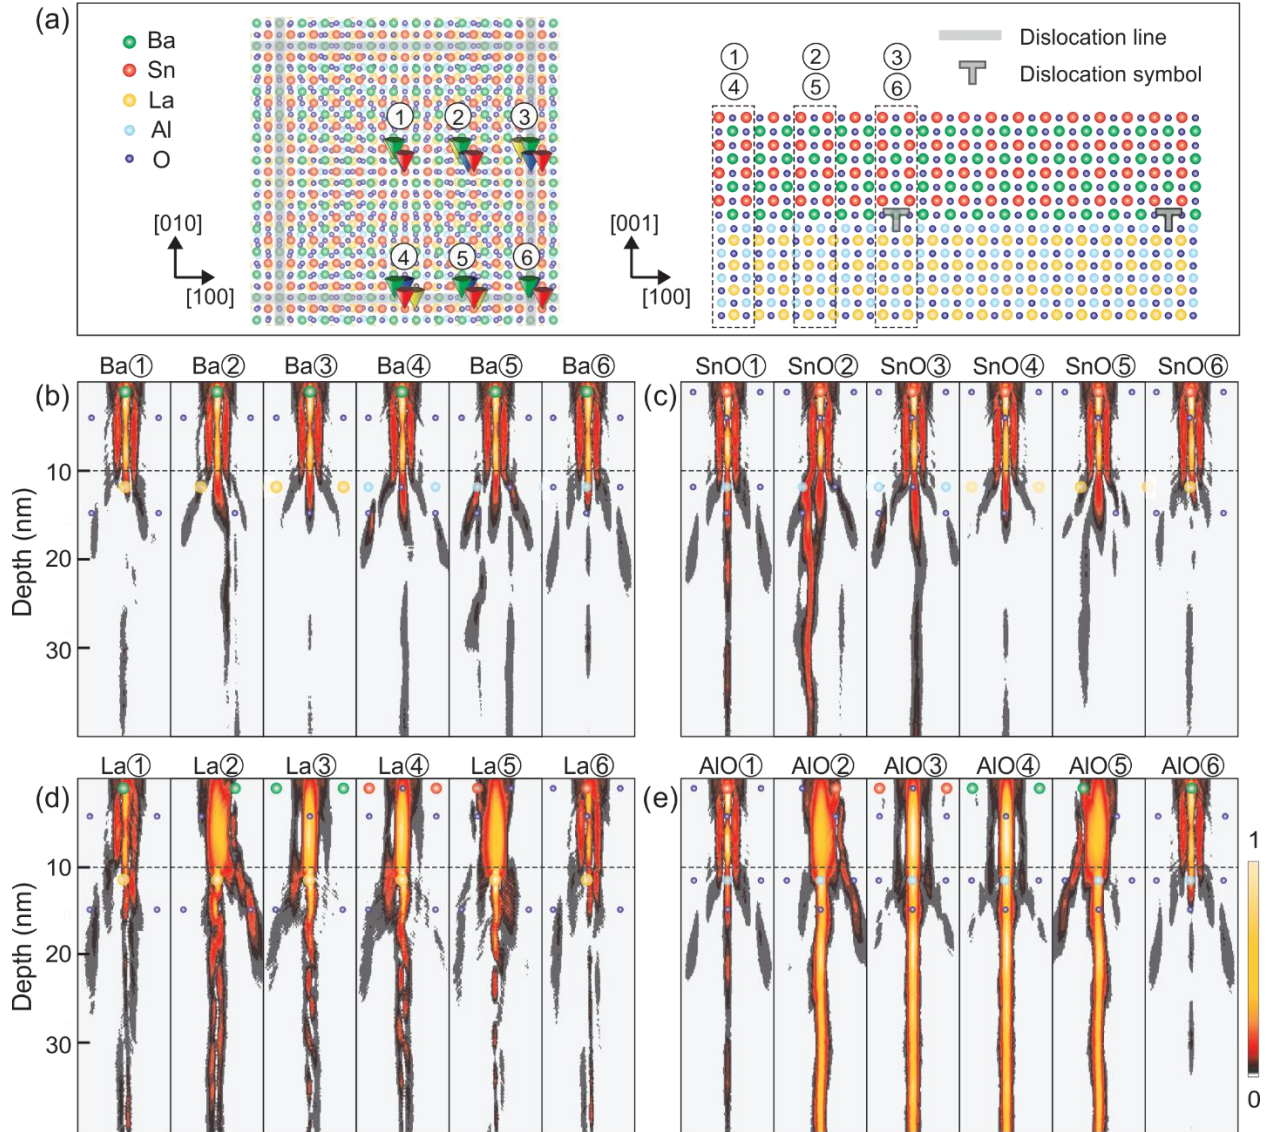 (a)
Ba
Sn
La
Al
O
① ② ③
④ ⑤ ⑥
[010]
[100]
① ② ③
④ ⑤ ⑥
[001]
[100]
Dislocation line
Dislocation symbol
(b)
Ba① Ba② Ba③ Ba④ Ba⑤ Ba⑥
Depth (nm)
10
20
30
(c)
SnO① SnO② SnO③ SnO④ SnO⑤ SnO⑥
(d)
La① La② La③ La④ La⑤ La⑥
Depth (nm)
10
20
30
(e)
AlO① AlO② AlO③ AlO④ AlO⑤ AlO⑥
1
0